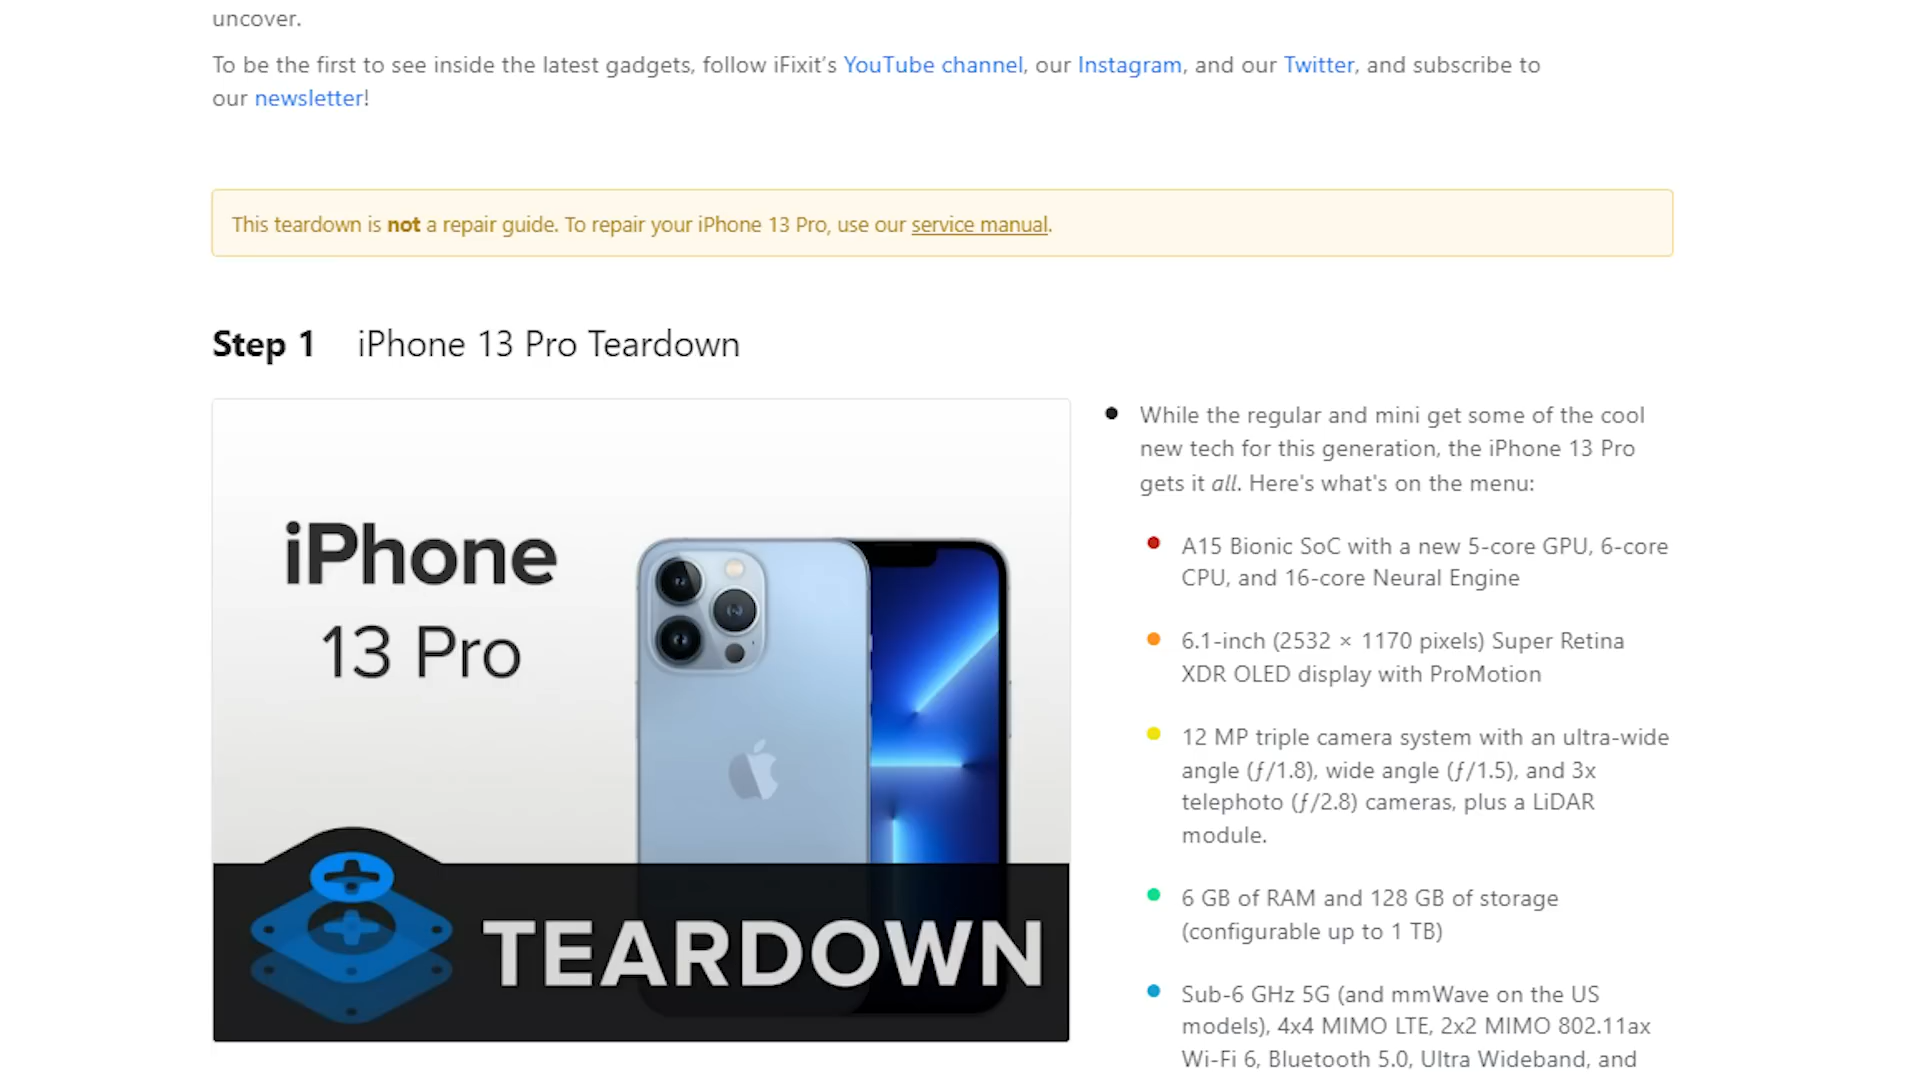 uncover.
To be the first to see inside the latest gadgets, follow iFixit's YouTube channel, our Instagram, and our Twitter, and subscribe to
our newsletter!
This teardown is not a repair guide. To repair your iPhone 13 Pro, use our service manual.
Step 1 iPhone 13 Pro Teardown
iPhone
13 Pro
TEARDOWN
While the regular and mini get some of the cool
new tech for this generation, the iPhone 13 Pro
gets it all. Here's what's on the menu:
A15 Bionic SoC with a new 5-core GPU, 6-core
CPU, and 16-core Neural Engine
6.1-inch (2532 × 1170 pixels) Super Retina
XDR OLED display with ProMotion
12 MP triple camera system with an ultra-wide
angle (ƒ/1.8), wide angle (ƒ/1.5), and 3x
telephoto (ƒ/2.8) cameras, plus a LiDAR
module.
6 GB of RAM and 128 GB of storage
(configurable up to 1 TB)
Sub-6 GHz 5G (and mmWave on the US
models), 4x4 MIMO LTE, 2x2 MIMO 802.11ax
Wi-Fi 6, Bluetooth 5.0, Ultra Wideband, and